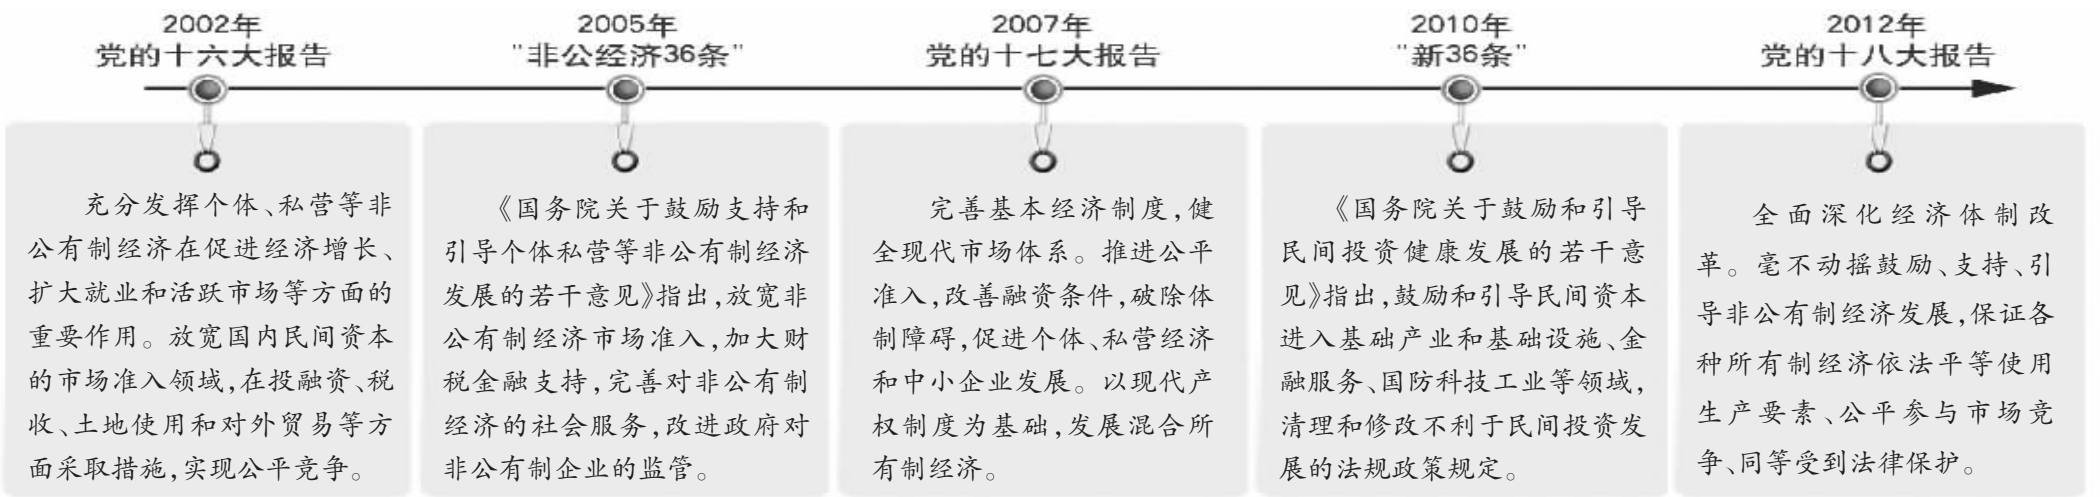 2002年
党的十六大报告
2005年
"非公经济36条"
2007年
党的十七大报告
2010年
"新36条"
2012年
党的十八大报告
充分发挥个体、私营等非
公有制经济在促进经济增长、
扩大就业和活跃市场等方面的
重要作用。放宽国内民间资本
的市场准入领域,在投融资、税
收、土地使用和对外贸易等方
面采取措施,实现公平竞争。
《国务院关于鼓励支持和
引导个体私营等非公有制经济
发展的若干意见》指出,放宽非
公有制经济市场准入,加大财
税金融支持,完善对非公有制
经济的社会服务,改进政府对
非公有制企业的监管。
完善基本经济制度,健
全现代市场体系。推进公平
准入,改善融资条件,破除体
制障碍,促进个体、私营经济
和中小企业发展。以现代产
权制度为基础,发展混合所
有制经济。
《国务院关于鼓励和引导
民间投资健康发展的若干意
见》指出,鼓励和引导民间资本
进入基础产业和基础设施、金
融服务、国防科技工业等领域,
清理和修改不利于民间投资发
展的法规政策规定。
全面深化经济体制改
革。毫不动摇鼓励、支持、引
导非公有制经济发展,保证各
种所有制经济依法平等使用
生产要素、公平参与市场竞
争、同等受到法律保护。